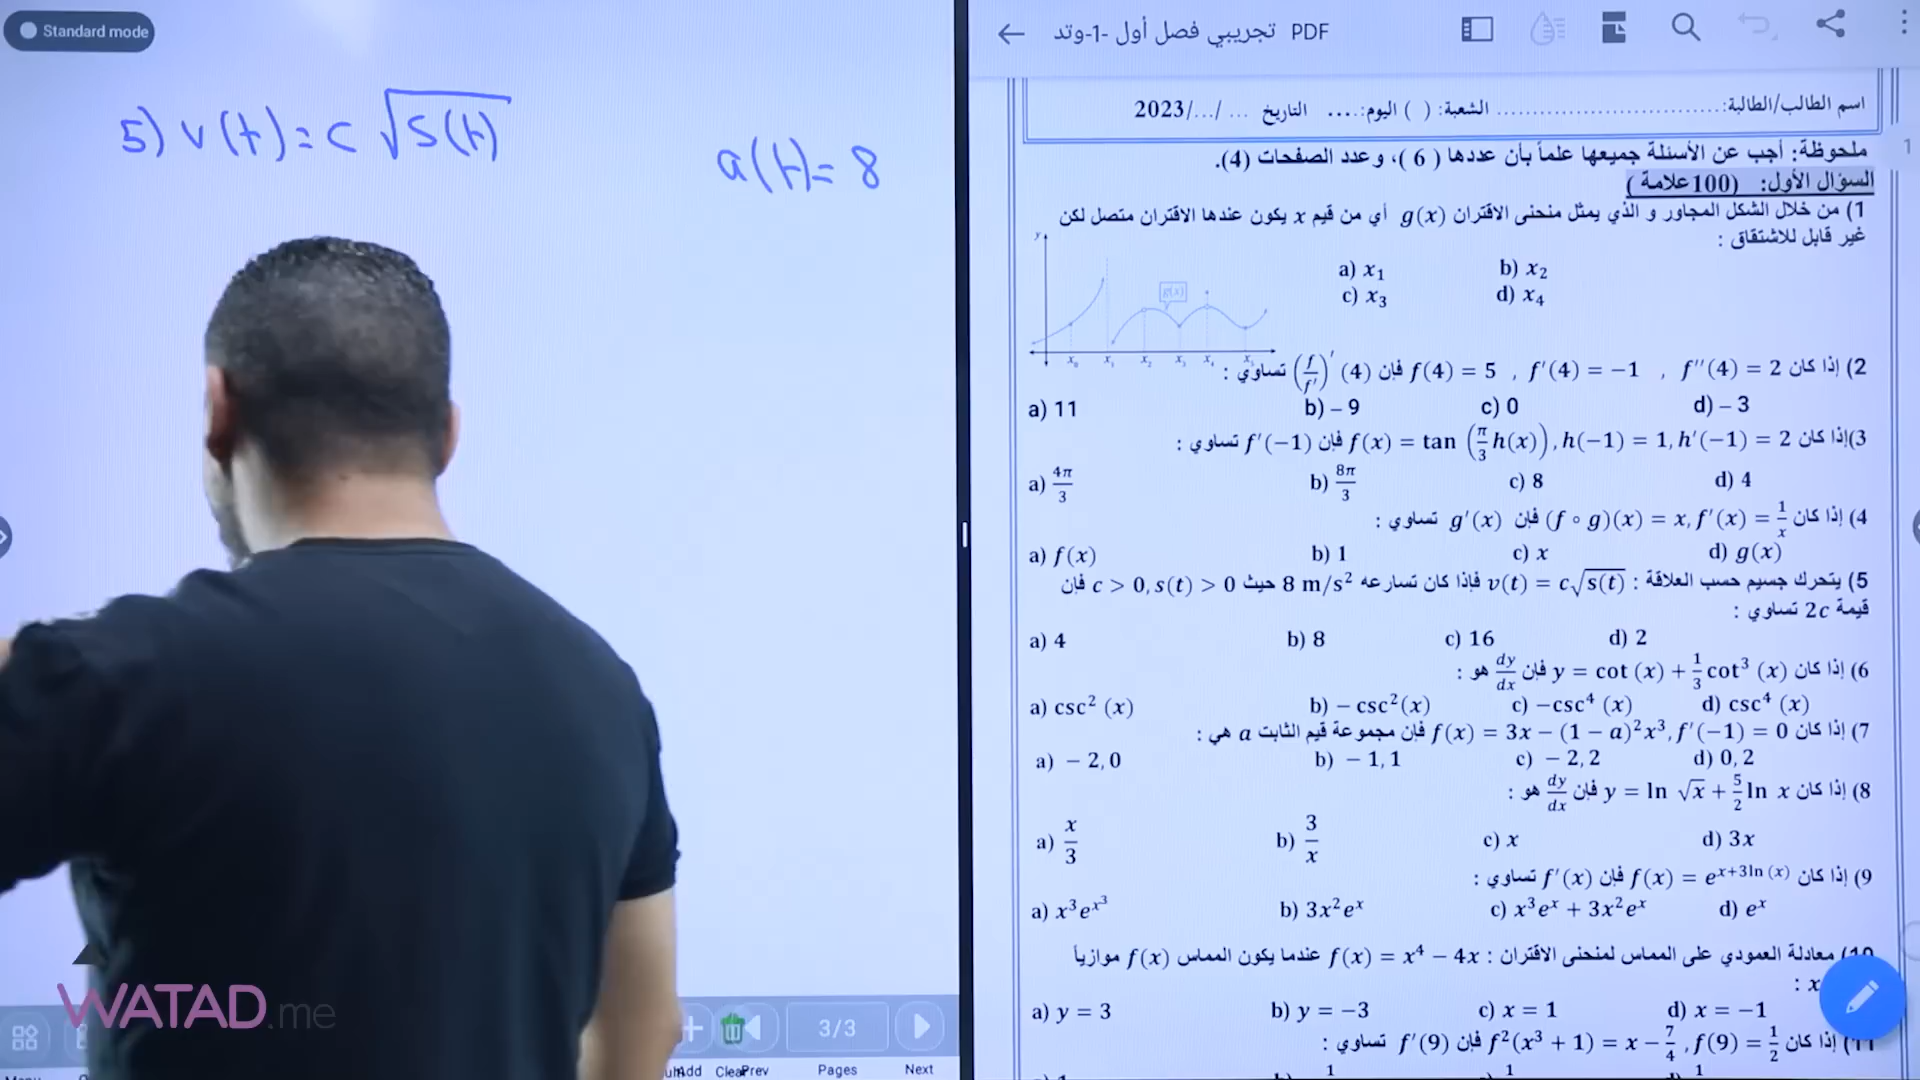 Standard mode
5) v(t) = c √s(t)
a(t) = 8
WATAD.me
Add
Clear
Prev
3/3
Pages
Next
تجريبي فصل أول -1-وتد PDF
اسم الطالب/الطالبة: ........................ الشعبة: ( ) اليوم: .... التاريخ ... /.../2023
ملحوظة: أجب عن الأسئلة جميعها علماً بأن عددها ( 6 )، وعدد الصفحات (4).
السؤال الأول: (100علامة )
1) من خلال الشكل المجاور و الذي يمثل منحنى الاقتران g(x) أي من قيم x يكون عندها الاقتران متصل لكن
غير قابل للاشتقاق :
a) x₁ b) x₂
c) x₃ d) x₄
y
g(x)
x₀ x₁ x₂ x₃ x₄
2) إذا كان f''(4) = 2 , f'(4) = −1 , f(4) = 5 فإن (f/f')'(4) تساوي :
a) 11 b) – 9 c) 0 d) – 3
3)إذا كان f(x) = tan (π/3 h(x)), h(−1) = 1, h'(−1) = 2 فإن f'(−1) تساوي :
a) 4π/3 b) 8π/3 c) 8 d) 4
4) إذا كان (f ∘ g)(x) = x, f'(x) = 1/x فإن g'(x) تساوي :
a) f(x) b) 1 c) x d) g(x)
5) يتحرك جسيم حسب العلاقة : v(t) = c√s(t) فإذا كان تسارعه 8 m/s² حيث c > 0, s(t) > 0 فإن
قيمة 2c تساوي :
a) 4 b) 8 c) 16 d) 2
6) إذا كان y = cot (x) + 1/3 cot³ (x) فإن dy/dx هو :
a) csc² (x) b) − csc²(x) c) −csc⁴ (x) d) csc⁴ (x)
7) إذا كان f(x) = 3x − (1 − a)²x³, f'(−1) = 0 فإن مجموعة قيم الثابت a هي :
a) − 2, 0 b) − 1, 1 c) − 2, 2 d) 0, 2
8) إذا كان y = ln √x + 5/2 ln x فإن dy/dx هو :
a) x/3 b) 3/x c) x d) 3x
9) إذا كان f(x) = e^(x+3ln (x)) فإن f'(x) تساوي :
a) x³e^(x³) b) 3x²eˣ c) x³eˣ + 3x²eˣ d) eˣ
10) معادلة العمودي على المماس لمنحنى الاقتران : f(x) = x⁴ − 4x عندما يكون المماس f(x) موازياً
x :
a) y = 3 b) y = −3 c) x = 1 d) x = −1
11) إذا كان f²(x³ + 1) = x − 7/4 , f(9) = 1/2 فإن f'(9) تساوي :
1